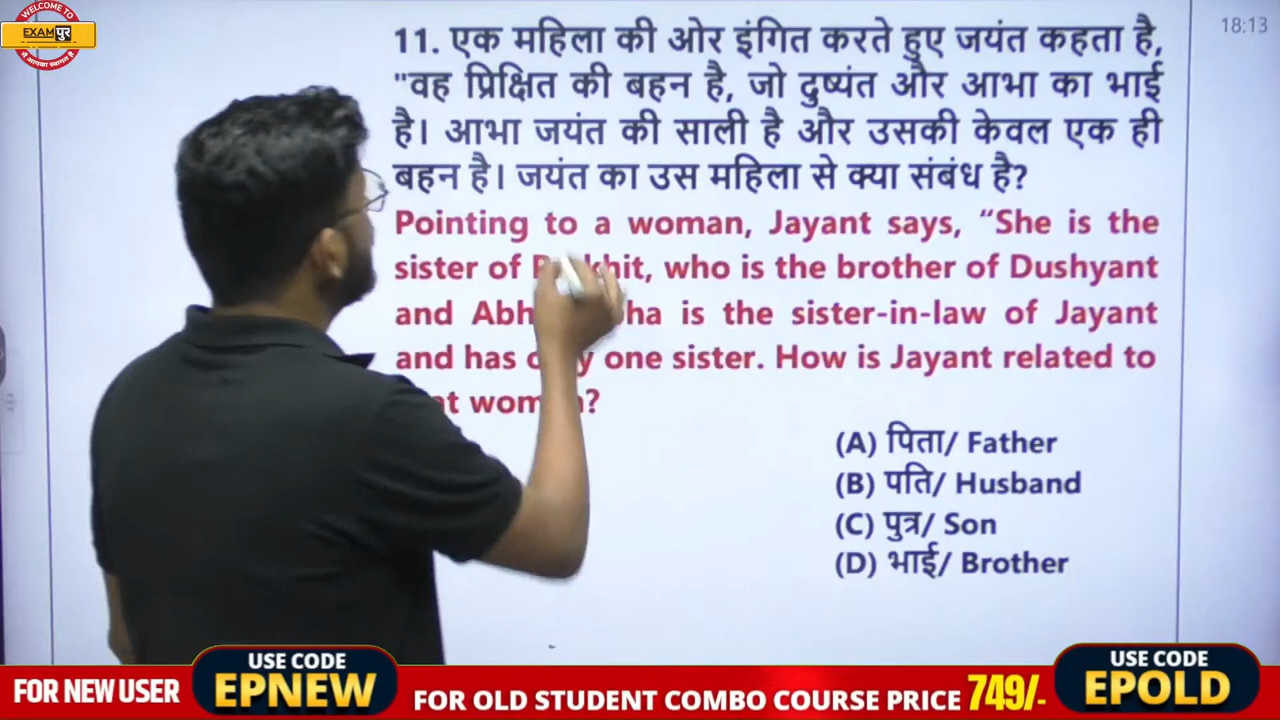 WELCOME TO
EXAMपुर
18:13
11. एक महिला की ओर इंगित करते हुए जयंत कहता है,
"वह प्रिक्षित की बहन है, जो दुष्यंत और आभा का भाई
है। आभा जयंत की साली है और उसकी केवल एक ही
बहन है। जयंत का उस महिला से क्या संबंध है?
Pointing to a woman, Jayant says, “She is the
sister of who is the brother of Dushyant
and is the sister-in-law of Jayant
and has one sister. How is Jayant related to
(A) पिता/ Father
(B) पति/ Husband
(C) पुत्र/ Son
(D) भाई/ Brother
FOR NEW USER
USE CODE
EPNEW
FOR OLD STUDENT COMBO COURSE PRICE 749/-
USE CODE
EPOLD